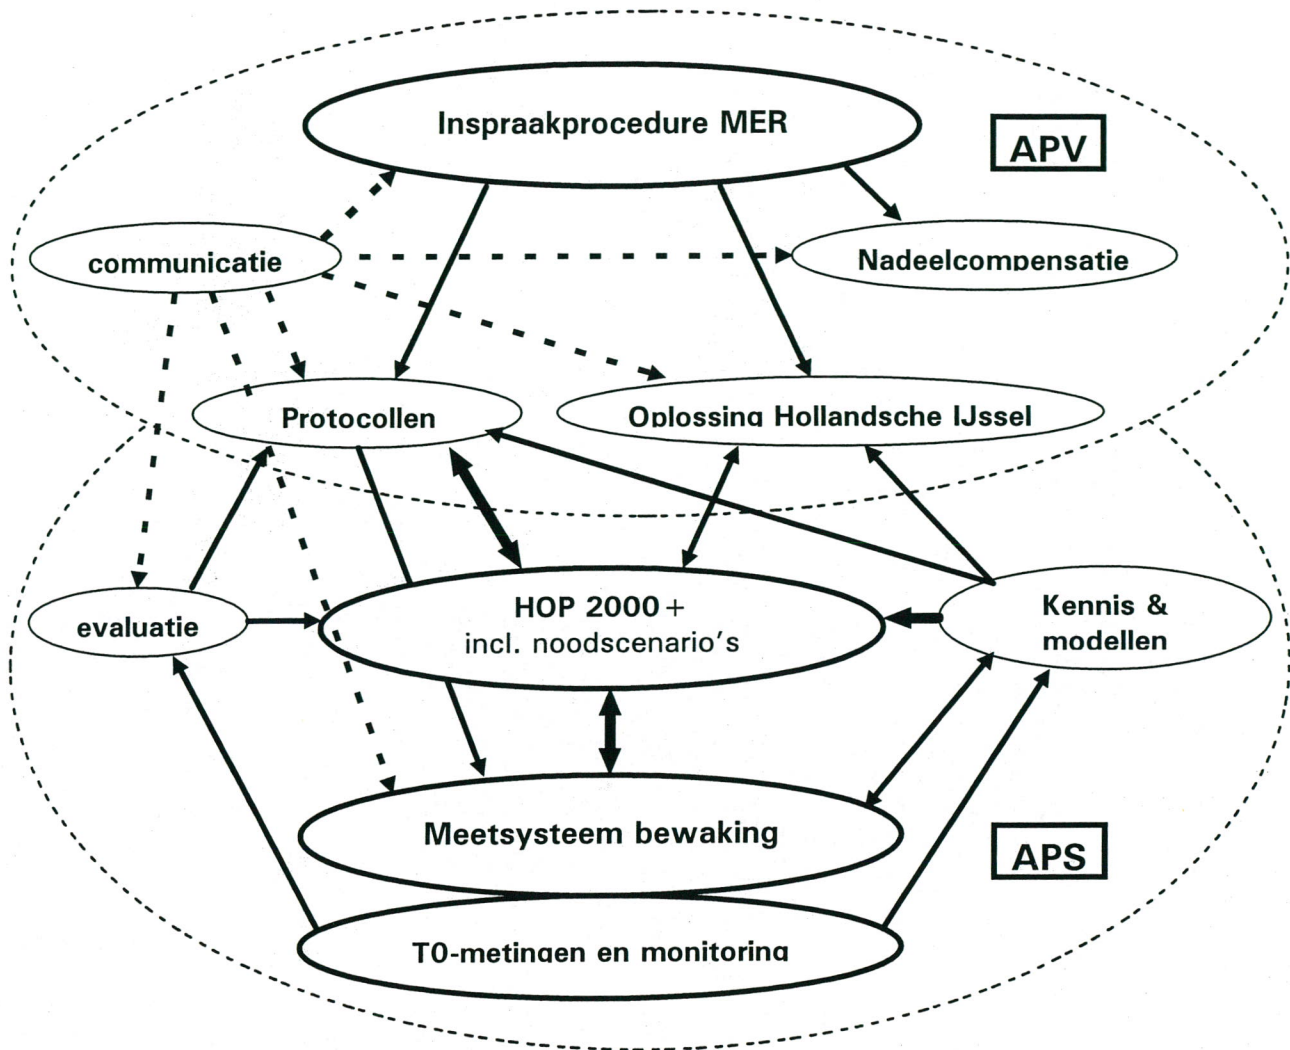 Inspraakprocedure MER
APV
communicatie
Nadeelcompensatie
Protocollen
Oplossing Hollandsche IJssel
HOP 2000+
incl. noodscenario's
Kennis &
modellen
evaluatie
Meetsysteem bewaking
APS
T0-metingen en monitoring